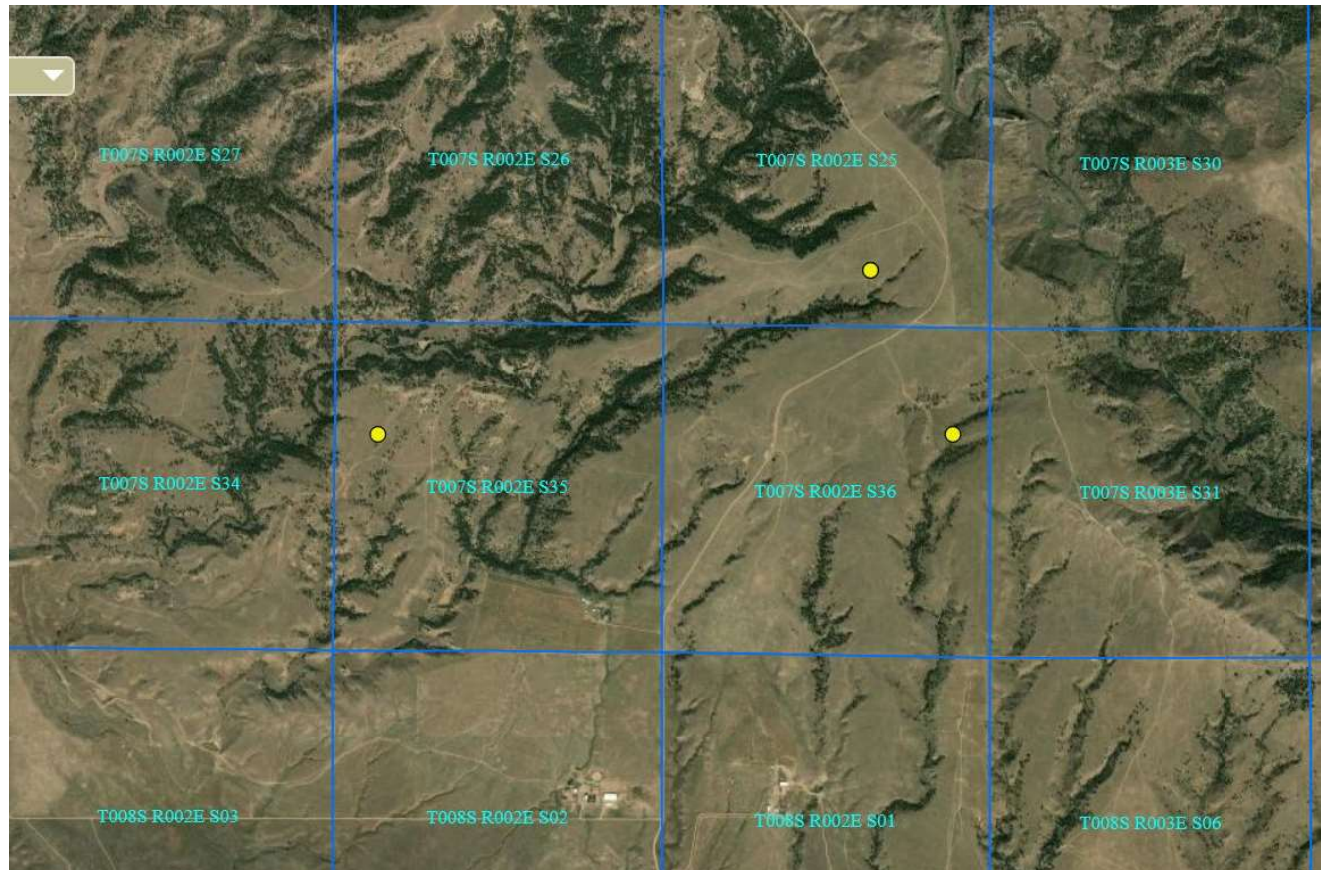 T007S R002E S27
T007S R002E S26
T007S R002E S25
T007S R003E S30
T007S R002E S34
T007S R002E S35
T007S R002E S36
T007S R003E S31
T008S R002E S03
T008S R002E S02
T008S R002E S01
T008S R003E S06